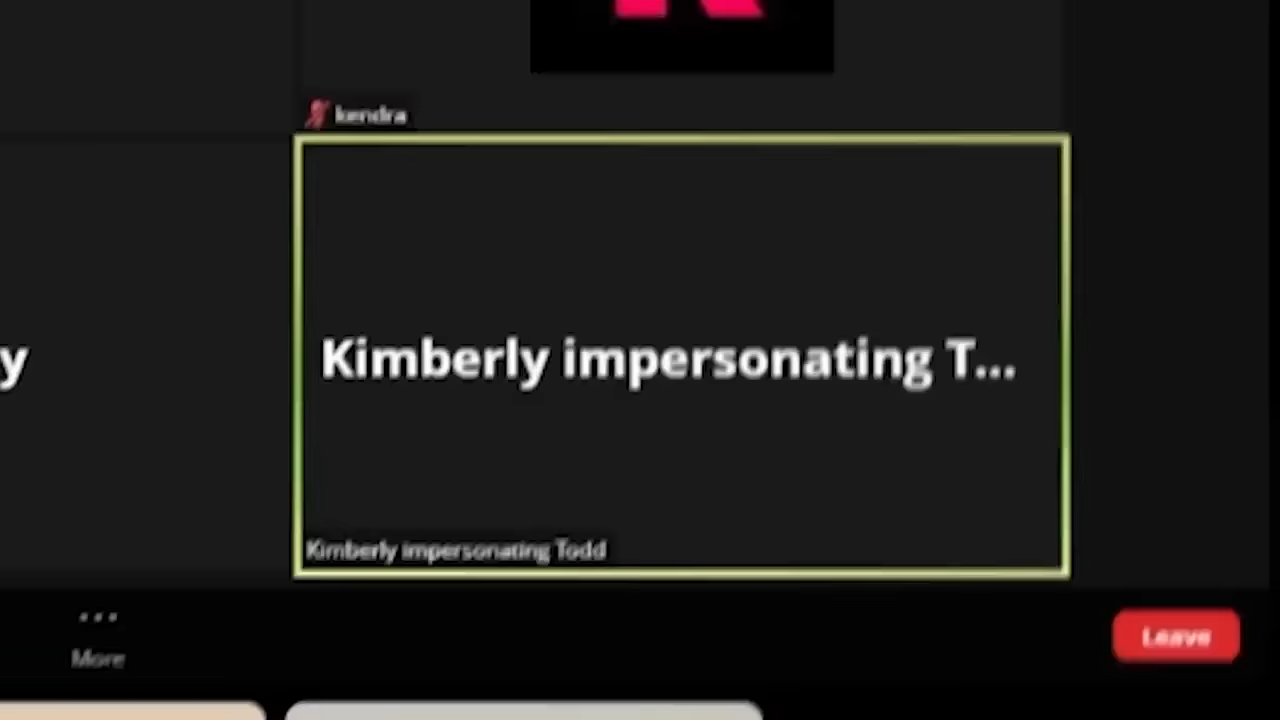 kendra
y
Kimberly impersonating T...
Kimberly impersonating Todd
More
Leave